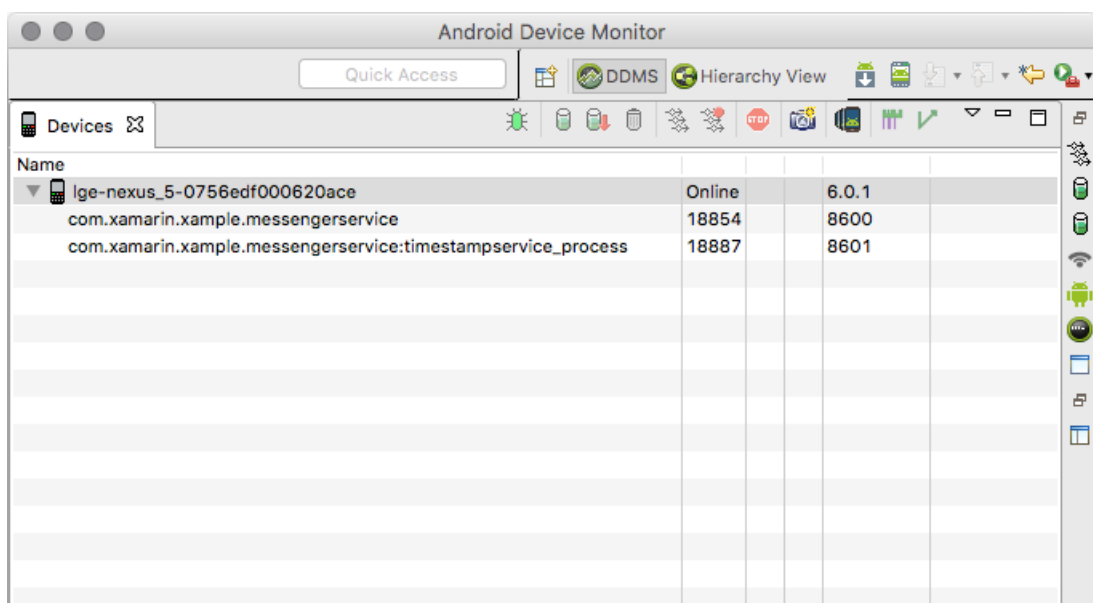 Android Device Monitor
Quick Access DDMS Hierarchy View
Devices STOP
Name
lge-nexus_5-0756edf000620ace Online 6.0.1
com.xamarin.xample.messengerservice 18854 8600
com.xamarin.xample.messengerservice:timestampservice_process 18887 8601